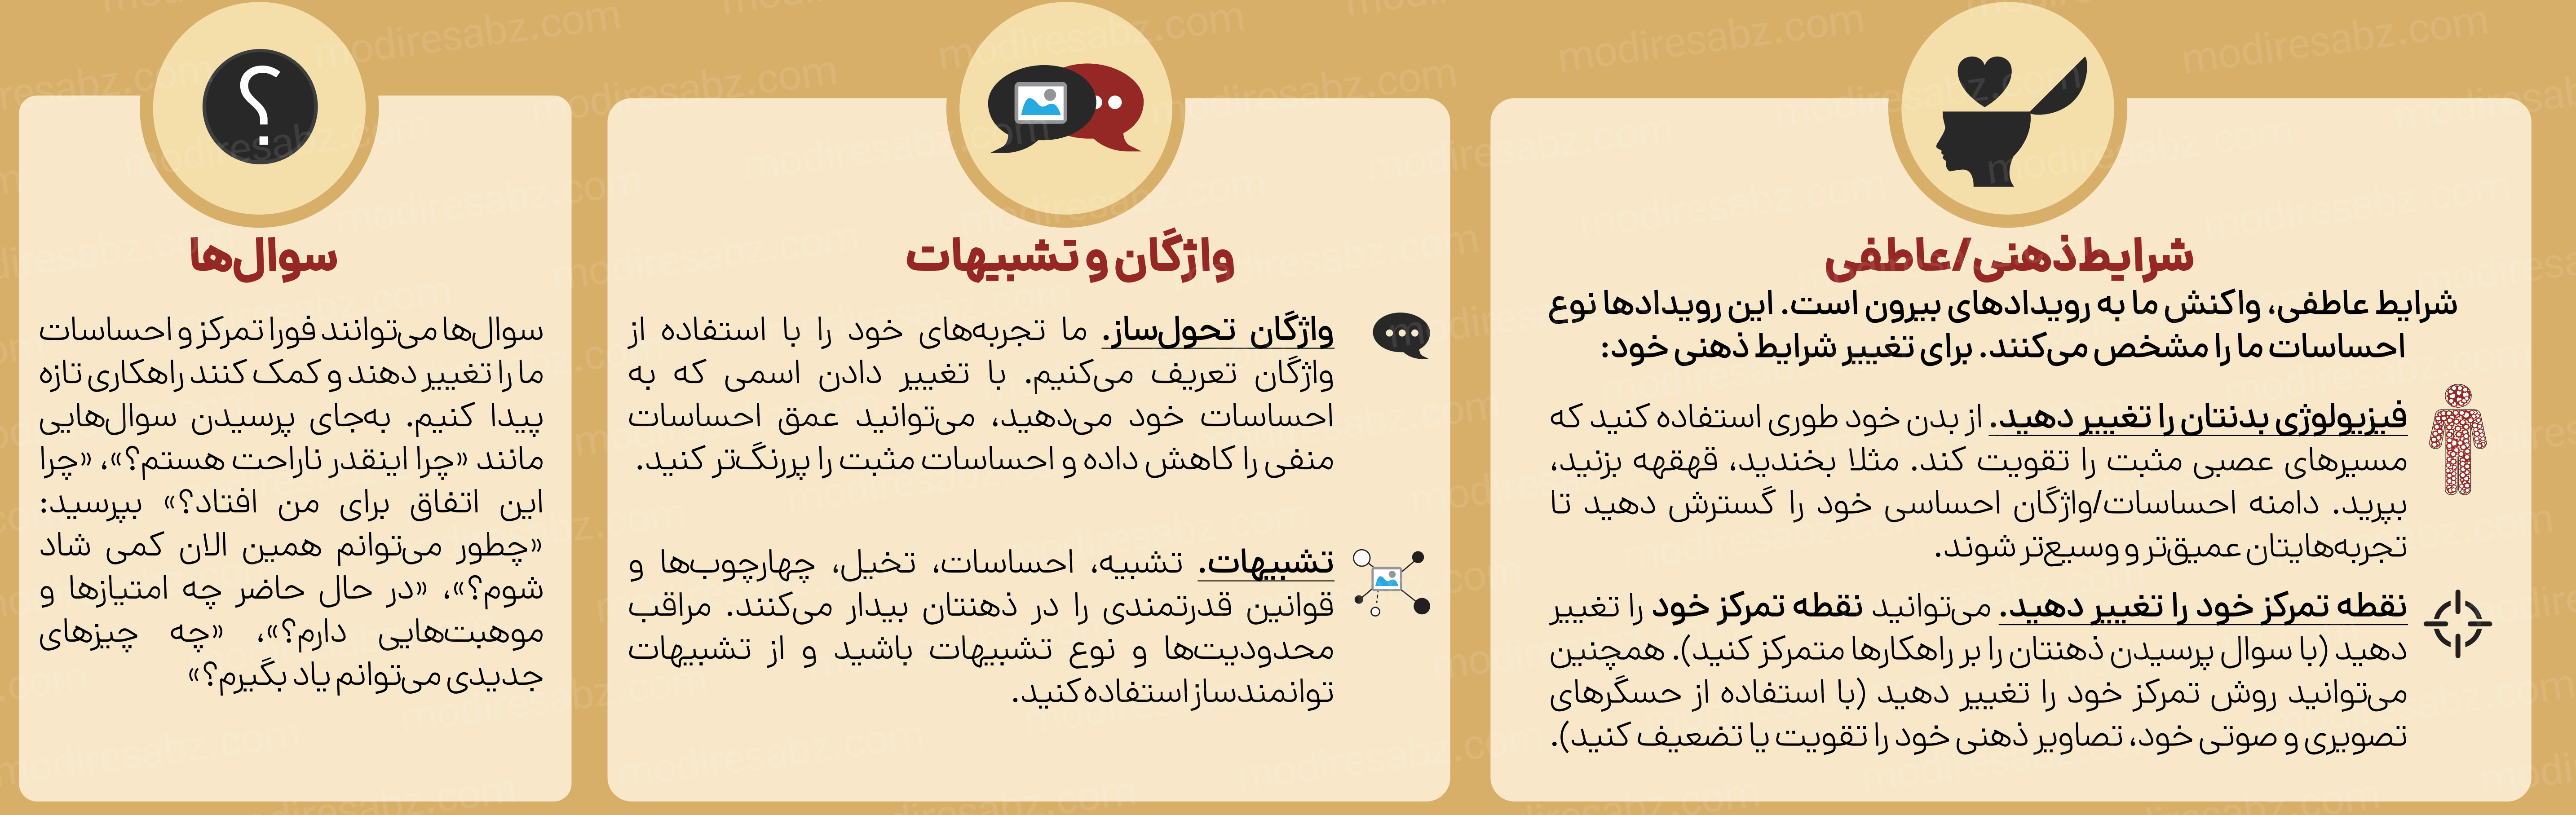 شرایط ذهنی/عاطفی
شرایط عاطفی، واکنش ما به رویدادهای بیرون است. این رویدادها نوع
احساسات ما را مشخص می‌کنند. برای تغییر شرایط ذهنی خود:
فیزیولوژی بدنتان را تغییر دهید. از بدن خود طوری استفاده کنید که
مسیرهای عصبی مثبت را تقویت کند. مثلا بخندید، قهقهه بزنید،
بپرید. دامنه احساسات/واژگان احساسی خود را گسترش دهید تا
تجربه‌هایتان عمیق‌تر و وسیع‌تر شوند.
نقطه تمرکز خود را تغییر دهید. می‌توانید نقطه تمرکز خود را تغییر
دهید (با سوال پرسیدن ذهنتان را بر راهکارها متمرکز کنید). همچنین
می‌توانید روش تمرکز خود را تغییر دهید (با استفاده از حسگرهای
تصویری و صوتی خود، تصاویر ذهنی خود را تقویت یا تضعیف کنید).
واژگان و تشبیهات
واژگان تحول‌ساز. ما تجربه‌های خود را با استفاده از
واژگان تعریف می‌کنیم. با تغییر دادن اسمی که به
احساسات خود می‌دهید، می‌توانید عمق احساسات
منفی را کاهش داده و احساسات مثبت را پررنگ‌تر کنید.
تشبیهات. تشبیه، احساسات، تخیل، چهارچوب‌ها و
قوانین قدرتمندی را در ذهنتان بیدار می‌کنند. مراقب
محدودیت‌ها و نوع تشبیهات باشید و از تشبیهات
توانمندساز استفاده کنید.
؟
سوال‌ها
سوال‌ها می‌توانند فورا تمرکز و احساسات
ما را تغییر دهند و کمک کنند راهکاری تازه
پیدا کنیم. به‌جای پرسیدن سوال‌هایی
مانند «چرا اینقدر ناراحت هستم؟»، «چرا
این اتفاق برای من افتاد؟» بپرسید:
«چطور می‌توانم همین الان کمی شاد
شوم؟»، «در حال حاضر چه امتیازها و
موهبت‌هایی دارم؟»، «چه چیزهای
جدیدی می‌توانم یاد بگیرم؟»
modiresabz.com